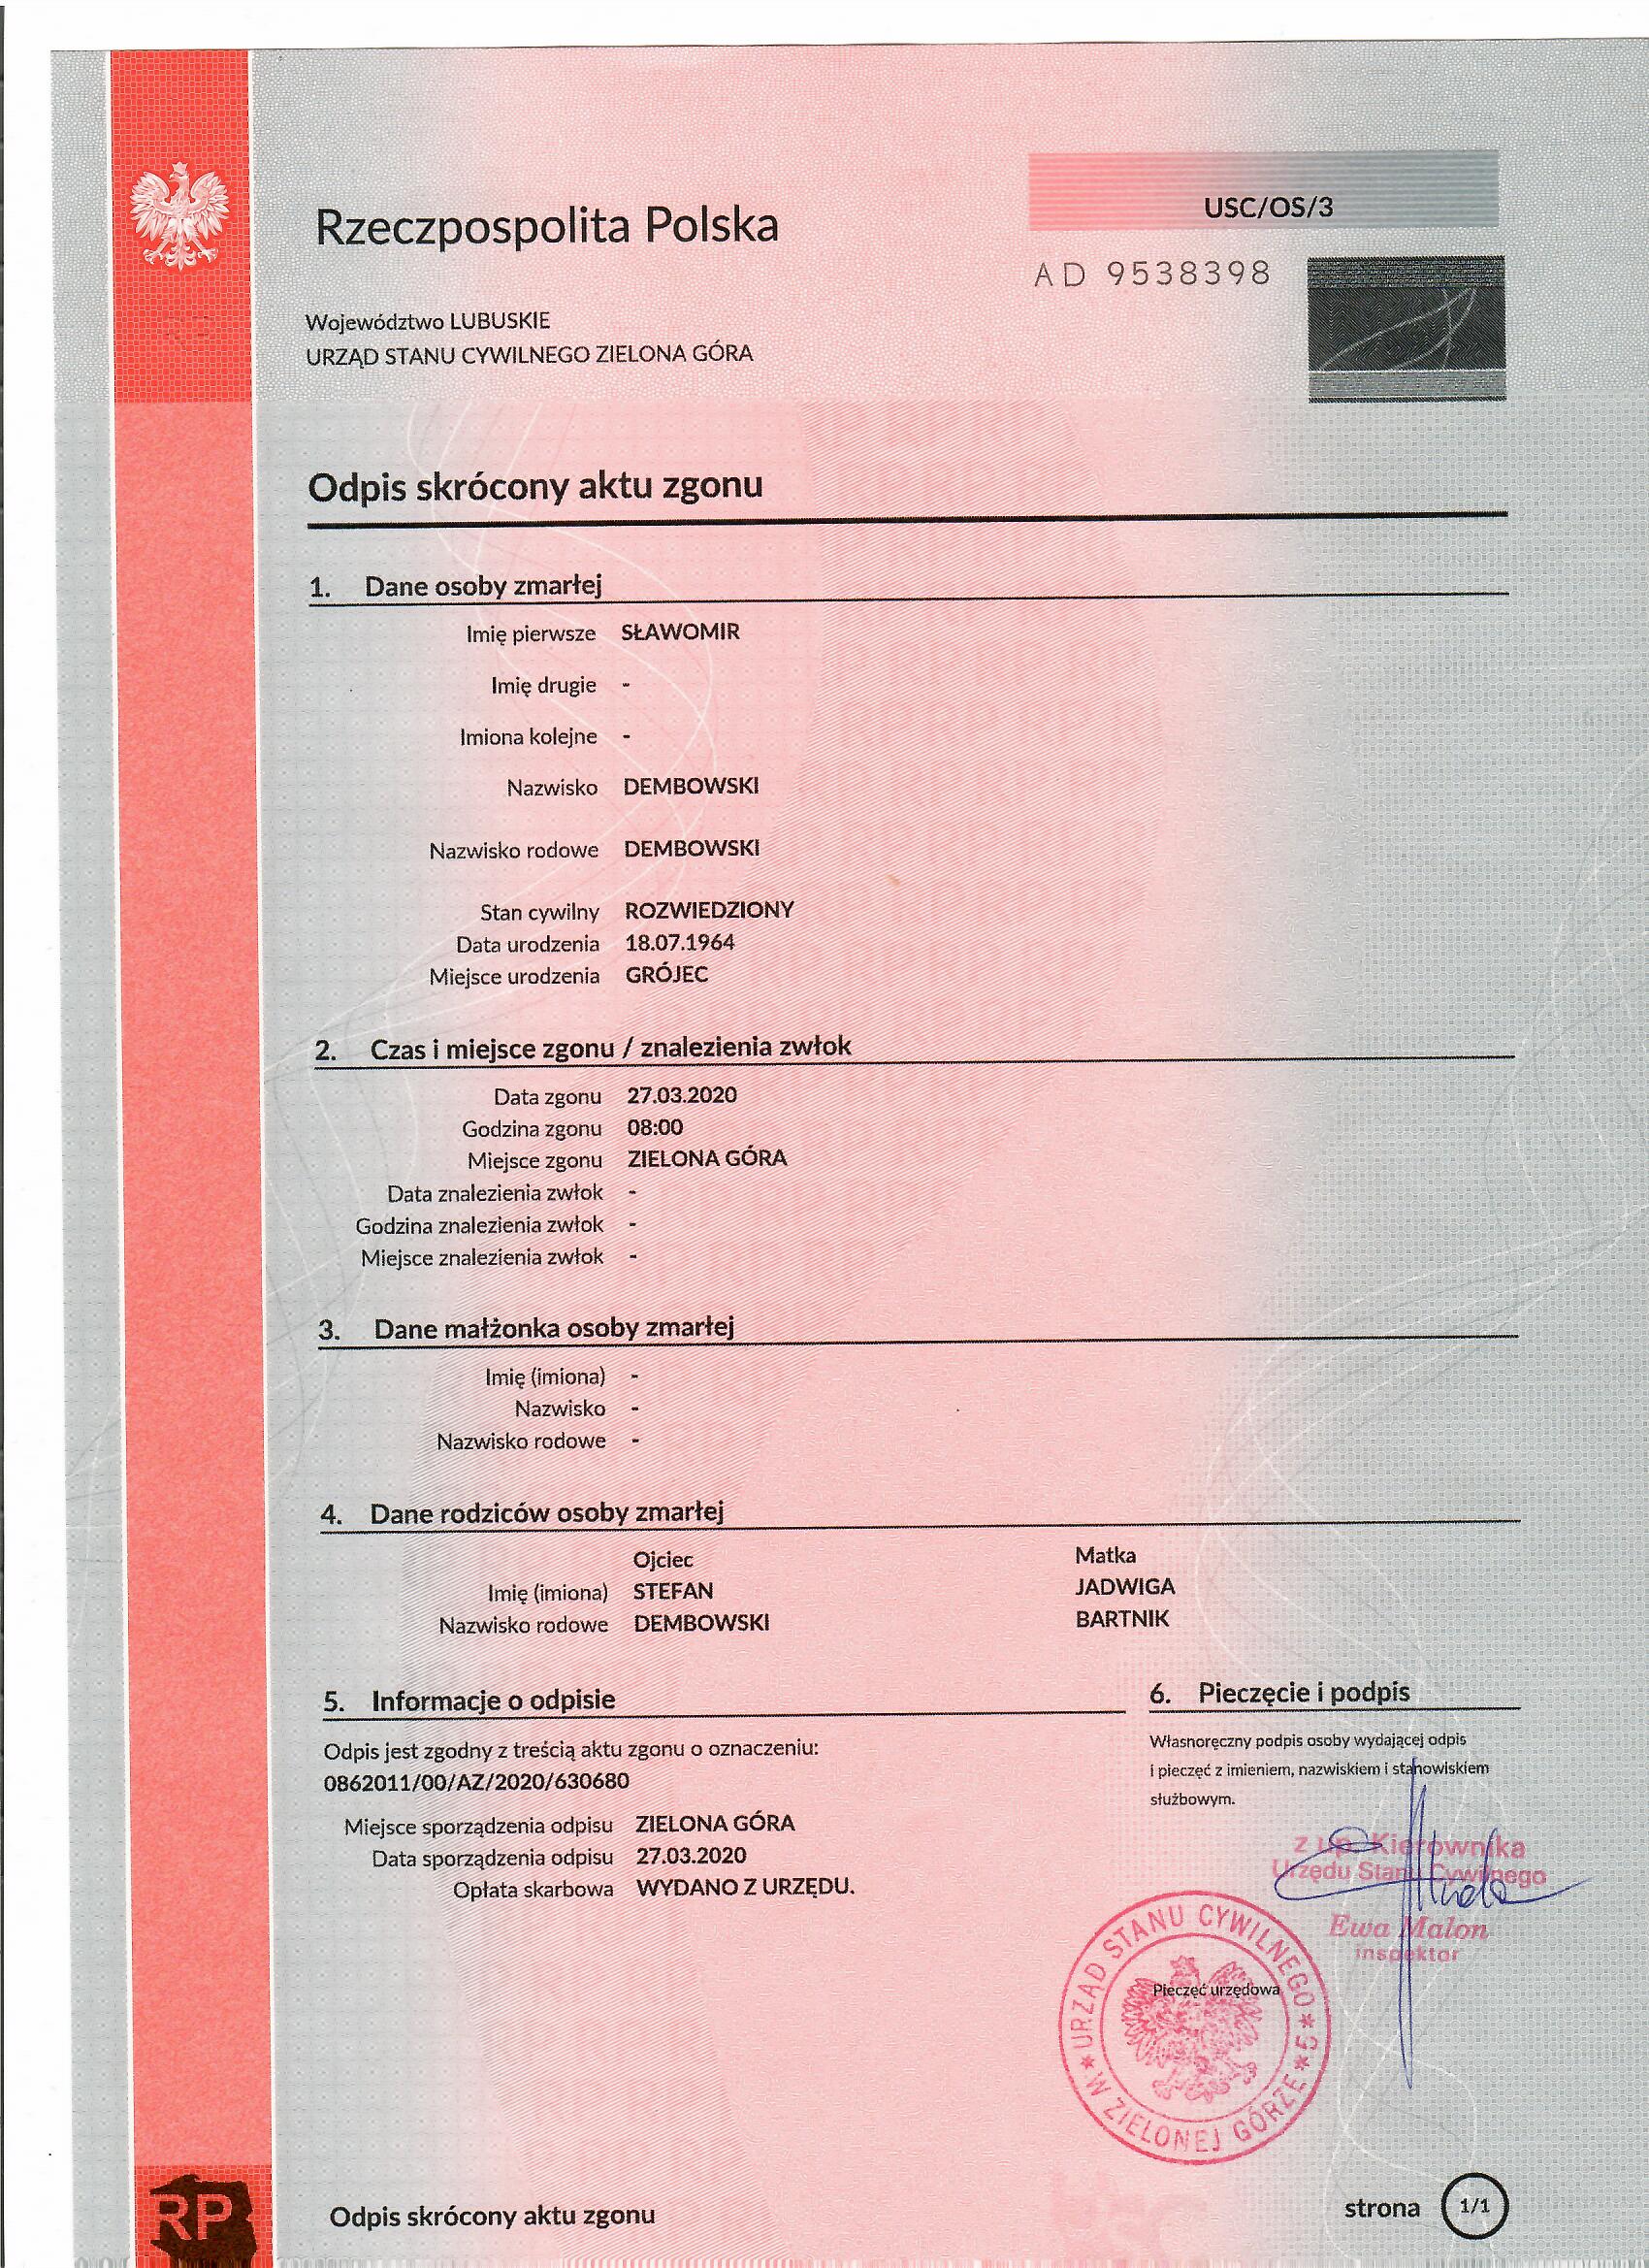 Rzeczpospolita Polska
USC/OS/3
AD 9538398
Województwo LUBUSKIE
URZĄD STANU CYWILNEGO ZIELONA GÓRA
Odpis skrócony aktu zgonu
1. Dane osoby zmarłej
Imię pierwsze SŁAWOMIR
Imię drugie -
Imiona kolejne -
Nazwisko DEMBOWSKI
Nazwisko rodowe DEMBOWSKI
Stan cywilny ROZWIEDZIONY
Data urodzenia 18.07.1964
Miejsce urodzenia GRÓJEC
2. Czas i miejsce zgonu / znalezienia zwłok
Data zgonu 27.03.2020
Godzina zgonu 08:00
Miejsce zgonu ZIELONA GÓRA
Data znalezienia zwłok -
Godzina znalezienia zwłok -
Miejsce znalezienia zwłok -
3. Dane małżonka osoby zmarłej
Imię (imiona) -
Nazwisko -
Nazwisko rodowe -
4. Dane rodziców osoby zmarłej
Ojciec Matka
Imię (imiona) STEFAN JADWIGA
Nazwisko rodowe DEMBOWSKI BARTNIK
5. Informacje o odpisie
Odpis jest zgodny z treścią aktu zgonu o oznaczeniu:
0862011/00/AZ/2020/630680
Miejsce sporządzenia odpisu ZIELONA GÓRA
Data sporządzenia odpisu 27.03.2020
Opłata skarbowa WYDANO Z URZĘDU.
6. Pieczęcie i podpis
Własnoręczny podpis osoby wydającej odpis
i pieczęć z imieniem, nazwiskiem i stanowiskiem
służbowym.
z up. Kierownika
Urzędu Stanu Cywilnego
Ewa Malon
inspektor
Pieczęć urzędowa
* URZĄD STANU CYWILNEGO * 5 * W ZIELONEJ GÓRZE
RP
Odpis skrócony aktu zgonu
strona 1/1